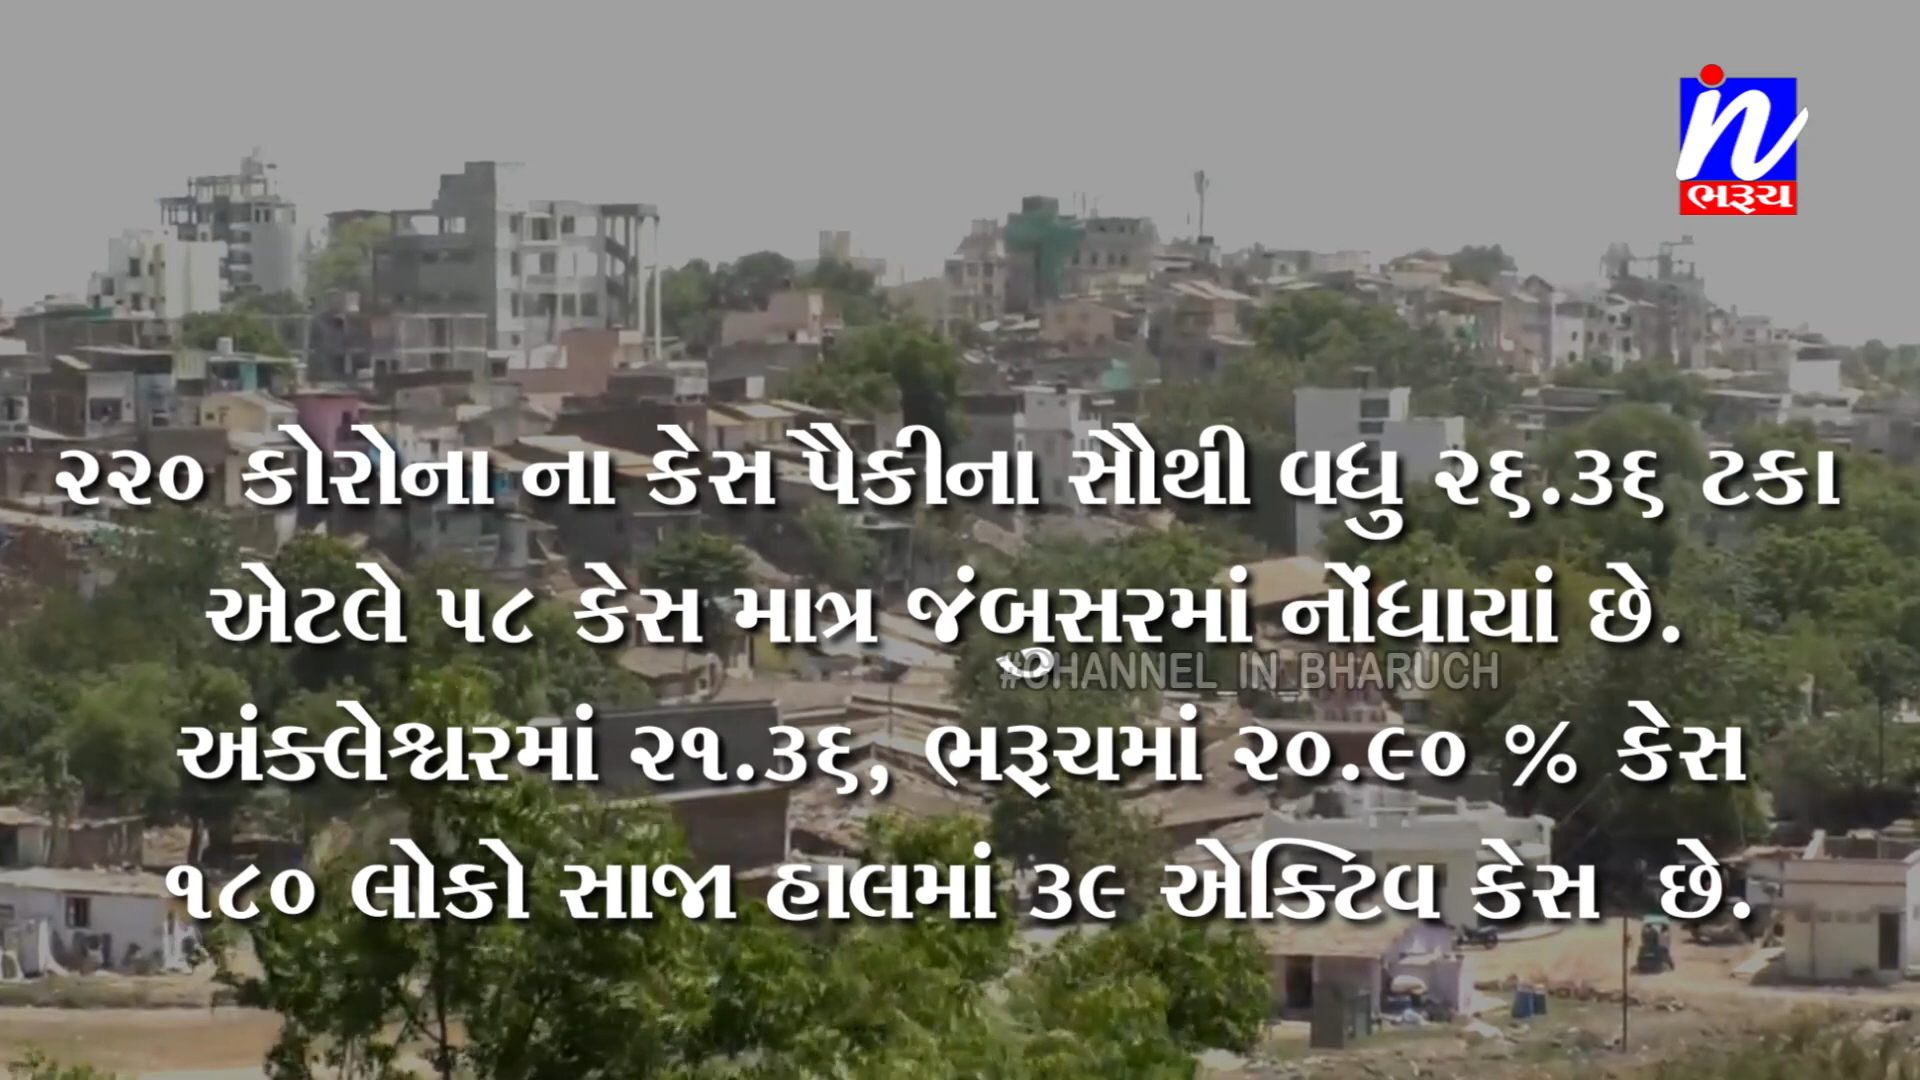 in
ભરૂચ
૨૨૦ કોરોના ના કેસ પૈકીના સૌથી વધુ ૨૬.૩૬ ટકા
એટલે ૫૮ કેસ માત્ર જંબુસરમાં નોંધાયાં છે.
#CHANNEL_IN_BHARUCH
અંક્લેશ્વરમાં ૨૧.૩૬, ભરૂચમાં ૨૦.૯૦ % કેસ
૧૮૦ લોકો સાજા હાલમાં ૩૯ એક્ટિવ કેસ છે.